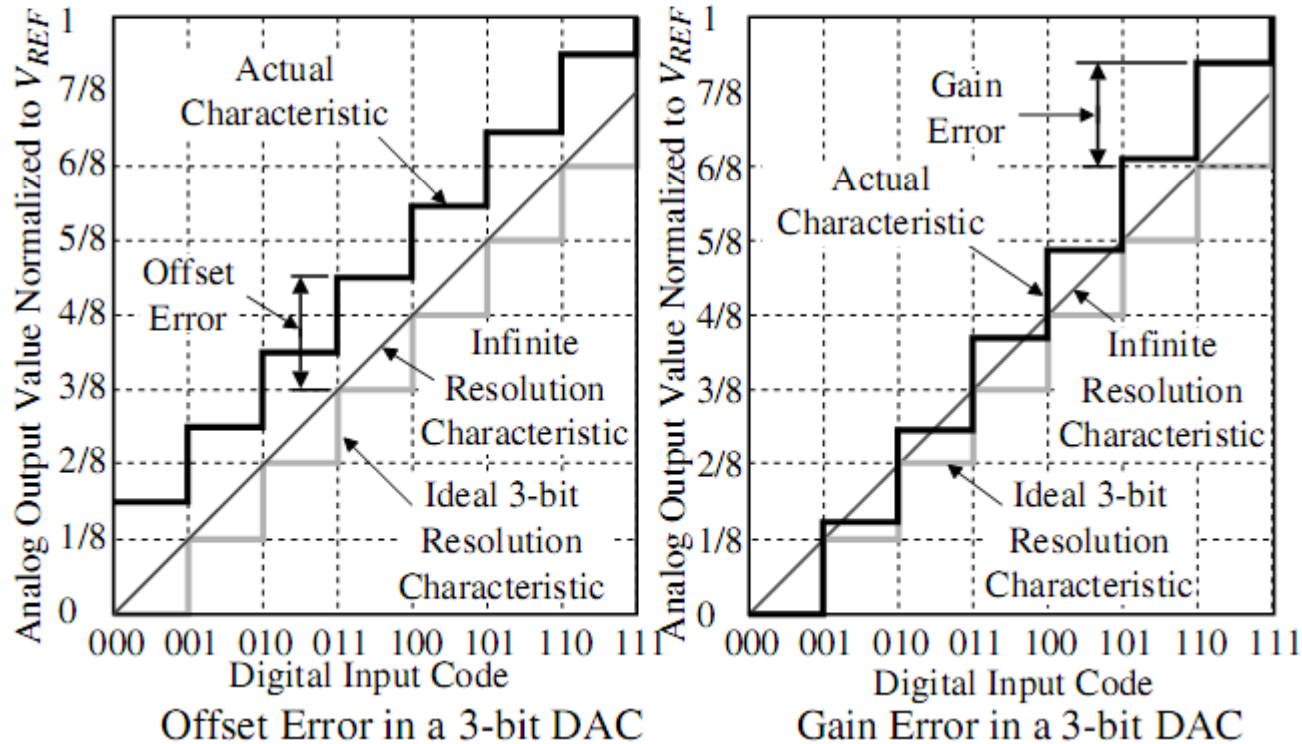 Analog Output Value Normalized to VREF
1
7/8
6/8
5/8
4/8
3/8
2/8
1/8
0
Actual
Characteristic
Offset
Error
Infinite
Resolution
Characteristic
Ideal 3-bit
Resolution
Characteristic
000 001 010 011 100 101 110 111
Digital Input Code
Offset Error in a 3-bit DAC
Analog Output Value Normalized to VREF
1
7/8
6/8
5/8
4/8
3/8
2/8
1/8
0
Gain
Error
Actual
Characteristic
Infinite
Resolution
Characteristic
Ideal 3-bit
Resolution
Characteristic
000 001 010 011 100 101 110 111
Digital Input Code
Gain Error in a 3-bit DAC